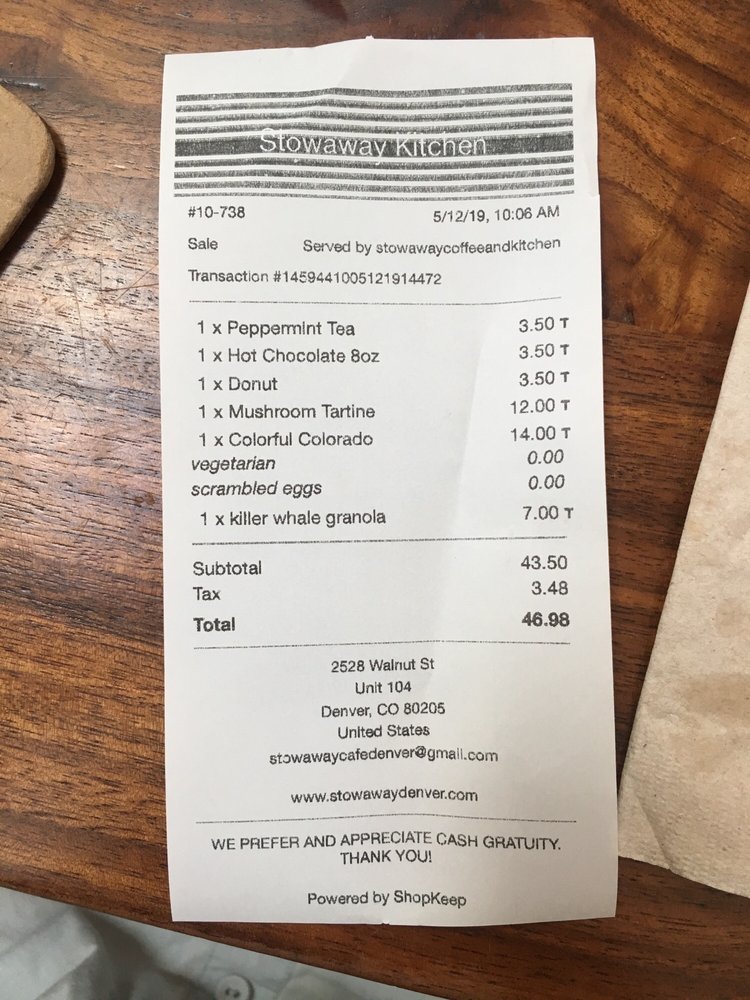 Stowaway Kitchen
#10-738 5/12/19, 10:06 AM
Sale Served by stowawaycoffeeandkitchen
Transaction #1459441005121914472
1 x Peppermint Tea 3.50 T
1 x Hot Chocolate 8oz 3.50 T
1 x Donut 3.50 T
1 x Mushroom Tartine 12.00 T
1 x Colorful Colorado 14.00 T
vegetarian 0.00
scrambled eggs 0.00
1 x killer whale granola 7.00 T
Subtotal 43.50
Tax 3.48
Total 46.98
2528 Walnut St
Unit 104
Denver, CO 80205
United States
stowawaycafedenver@gmail.com
www.stowawaydenver.com
WE PREFER AND APPRECIATE CASH GRATUITY.
THANK YOU!
Powered by ShopKeep